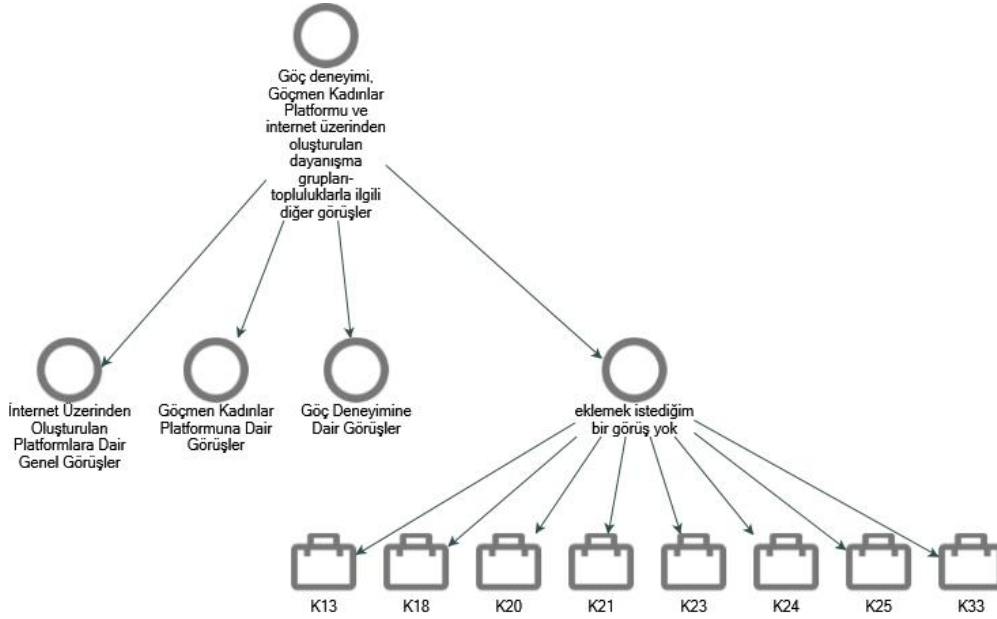 Göç deneyimi,
Göçmen Kadınlar
Platformu ve
internet üzerinden
oluşturulan
dayanışma
grupları-
topluluklarla ilgili
diğer görüşler
İnternet Üzerinden
Oluşturulan
Platformlara Dair
Genel Görüşler
Göçmen Kadınlar
Platformuna Dair
Görüşler
Göç Deneyimine
Dair Görüşler
eklemek istediğim
bir görüş yok
K13
K18
K20
K21
K23
K24
K25
K33